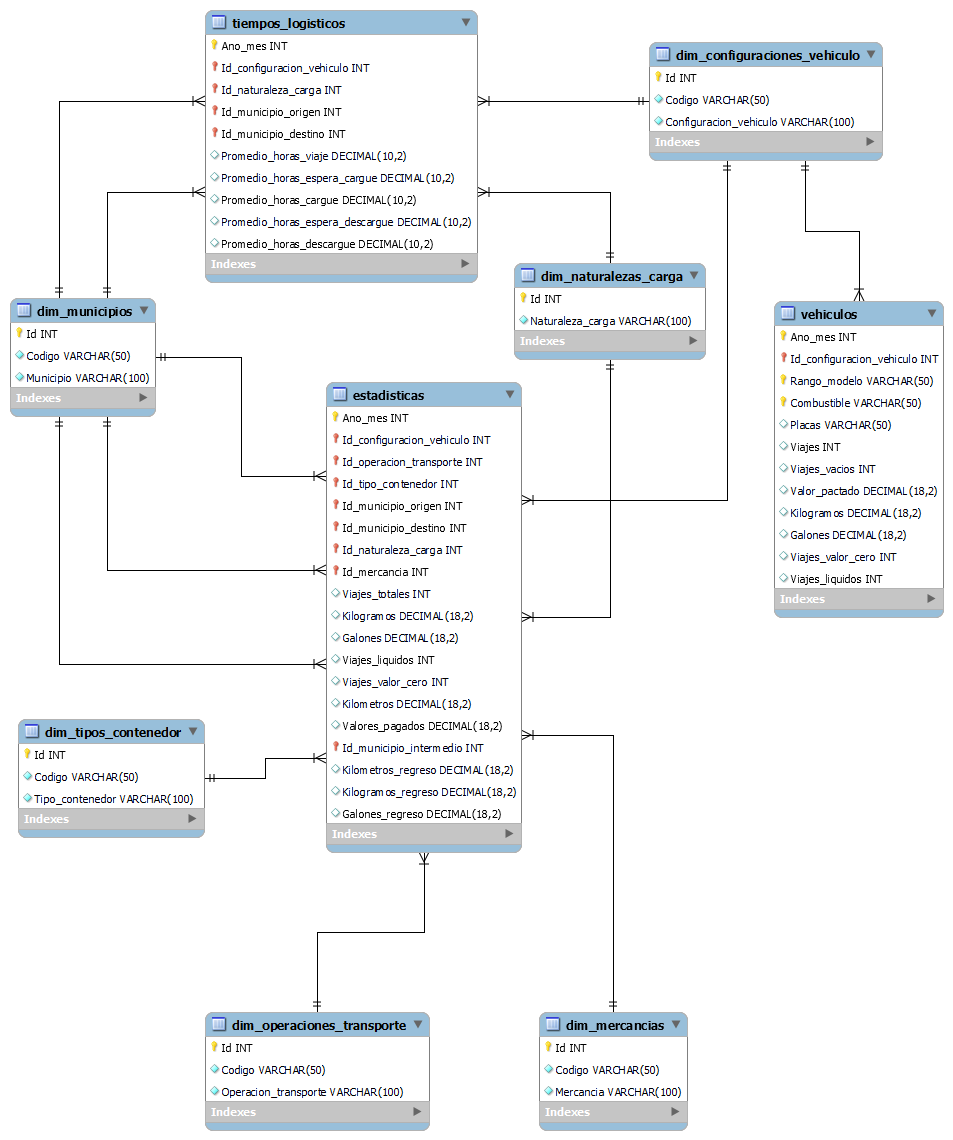 tiempos_logisticos
Ano_mes INT
Id_configuracion_vehiculo INT
Id_naturaleza_carga INT
Id_municipio_origen INT
Id_municipio_destino INT
Promedio_horas_viaje DECIMAL(10,2)
Promedio_horas_espera_cargue DECIMAL(10,2)
Promedio_horas_cargue DECIMAL(10,2)
Promedio_horas_espera_descargue DECIMAL(10,2)
Promedio_horas_descargue DECIMAL(10,2)
Indexes
dim_configuraciones_vehiculo
Id INT
Codigo VARCHAR(50)
Configuracion_vehiculo VARCHAR(100)
Indexes
dim_naturalezas_carga
Id INT
Naturaleza_carga VARCHAR(100)
Indexes
dim_municipios
Id INT
Codigo VARCHAR(50)
Municipio VARCHAR(100)
Indexes
vehiculos
Ano_mes INT
Id_configuracion_vehiculo INT
Rango_modelo VARCHAR(50)
Combustible VARCHAR(50)
Placas VARCHAR(50)
Viajes INT
Viajes_vacios INT
Valor_pactado DECIMAL(18,2)
Kilogramos DECIMAL(18,2)
Galones DECIMAL(18,2)
Viajes_valor_cero INT
Viajes_liquidos INT
Indexes
estadisticas
Ano_mes INT
Id_configuracion_vehiculo INT
Id_operacion_transporte INT
Id_tipo_contenedor INT
Id_municipio_origen INT
Id_municipio_destino INT
Id_naturaleza_carga INT
Id_mercancia INT
Viajes_totales INT
Kilogramos DECIMAL(18,2)
Galones DECIMAL(18,2)
Viajes_liquidos INT
Viajes_valor_cero INT
Kilometros DECIMAL(18,2)
Valores_pagados DECIMAL(18,2)
Id_municipio_intermedio INT
Kilometros_regreso DECIMAL(18,2)
Kilogramos_regreso DECIMAL(18,2)
Galones_regreso DECIMAL(18,2)
Indexes
dim_tipos_contenedor
Id INT
Codigo VARCHAR(50)
Tipo_contenedor VARCHAR(100)
Indexes
dim_operaciones_transporte
Id INT
Codigo VARCHAR(50)
Operacion_transporte VARCHAR(100)
Indexes
dim_mercancias
Id INT
Codigo VARCHAR(50)
Mercancia VARCHAR(100)
Indexes